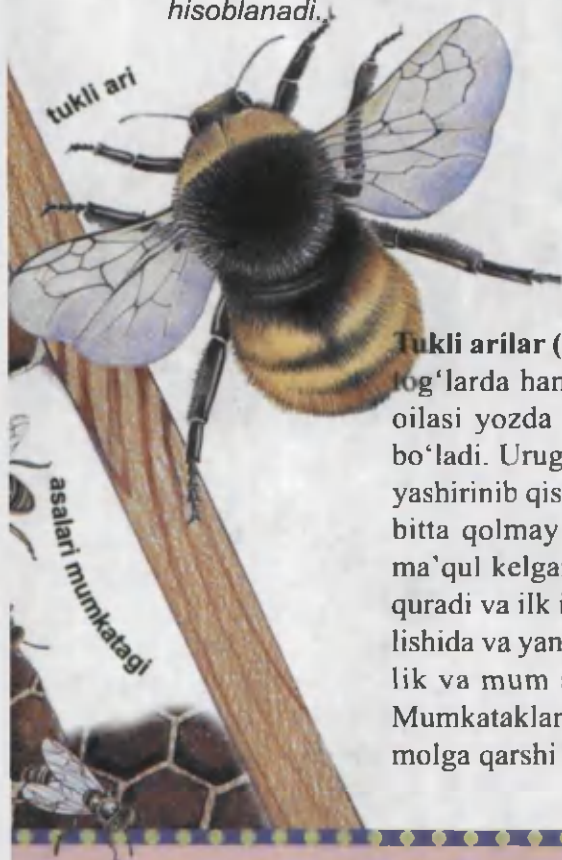 hisoblanadi.
tukli ari
Tukli arilar (
tog‘larda ham
oilasi yozda
bo‘ladi. Urug
yashirinib qis
bitta qolmay
ma’qul kelgan
quradi va ilk i
lishida va yan
lik va mum
Mumkataklar
molga qarshi
asalari mumkatagi